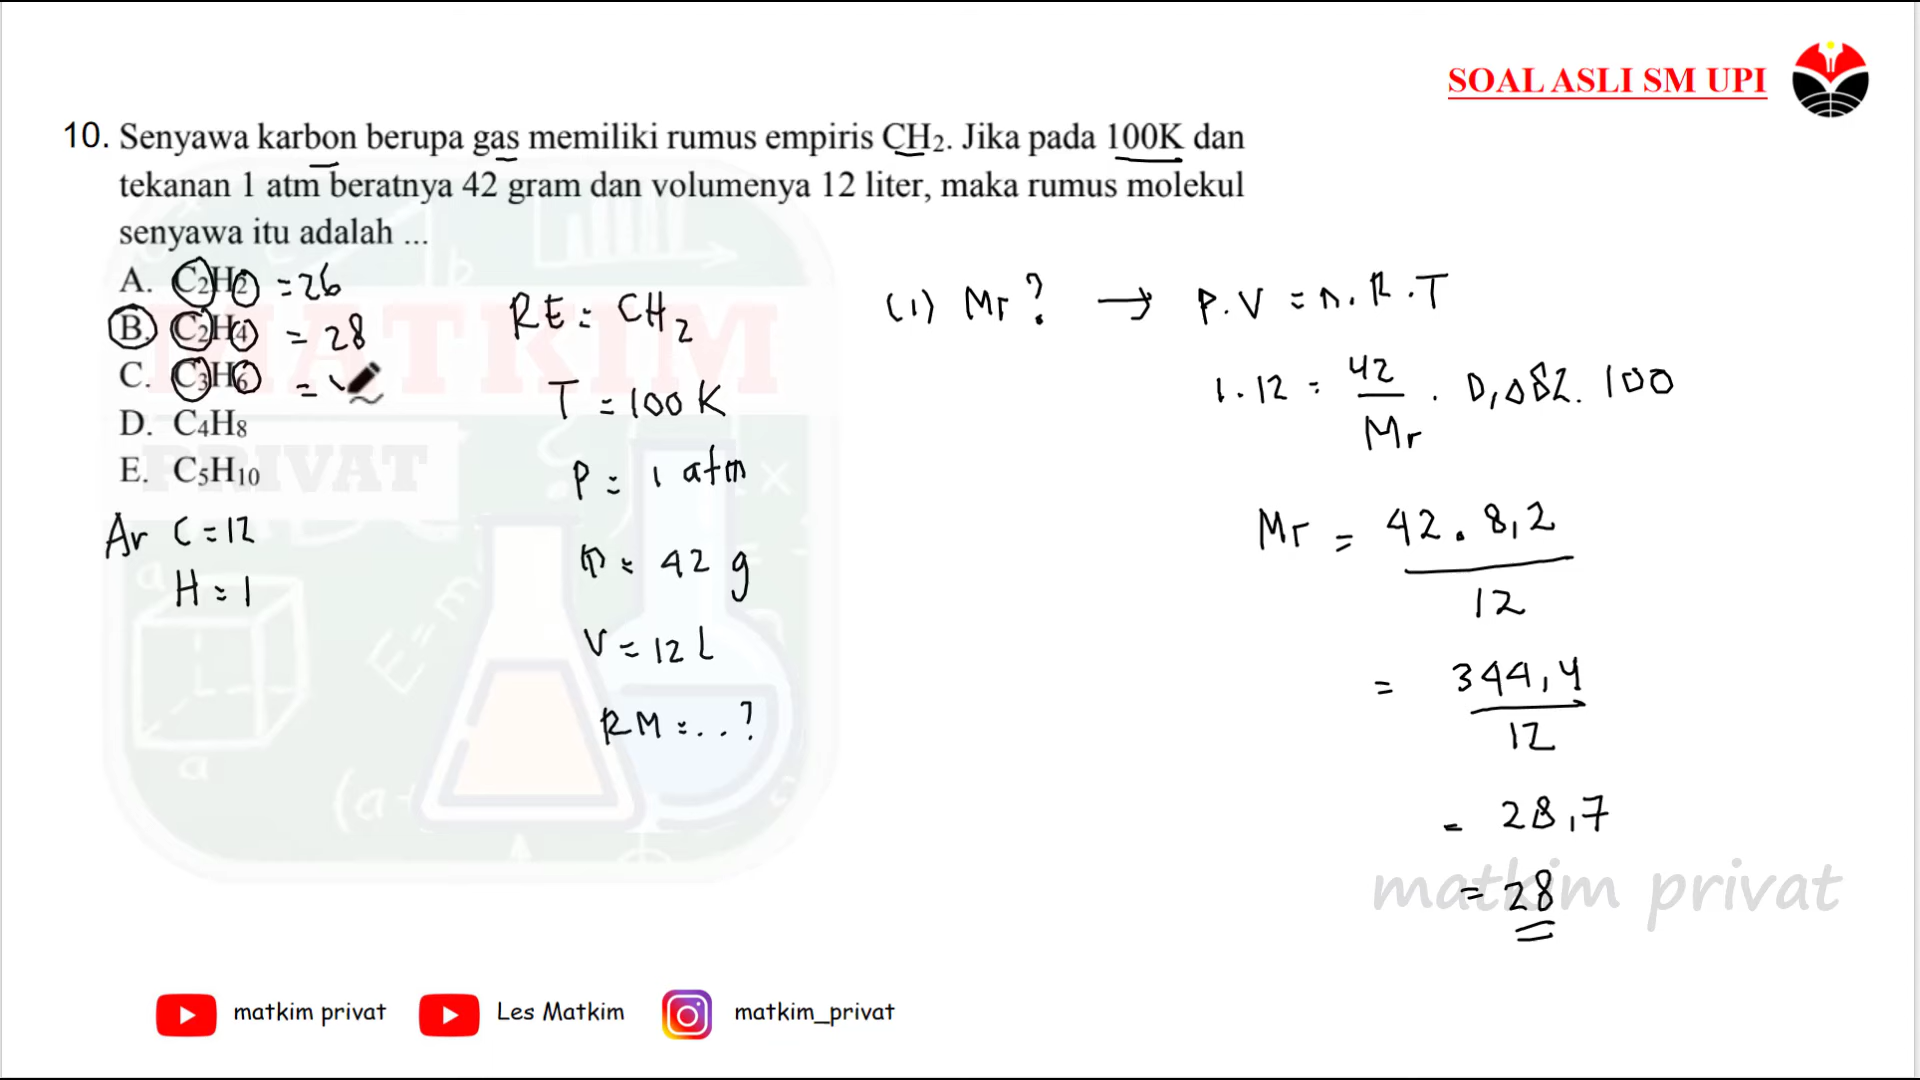 SOAL ASLI SM UPI
10. Senyawa karbon berupa gas memiliki rumus empiris CH₂. Jika pada 100K dan
tekanan 1 atm beratnya 42 gram dan volumenya 12 liter, maka rumus molekul
senyawa itu adalah ...
A. C₂H₂ = 26
B. C₂H₄ = 28
C. C₃H₆ =
D. C₄H₈
E. C₅H₁₀
Ar C = 12
H = 1
RE = CH₂
T = 100 K
P = 1 atm
m = 42 g
V = 12 L
RM = ..?
(1) Mr? → P.V = n.R.T
1.12 = 42/Mr . 0,082. 100
Mr = 42 . 8,2 / 12
= 344,4 / 12
= 28,7
= 28
MATKIM
PRIVAT
matkim privat
matkim privat
Les Matkim
matkim_privat